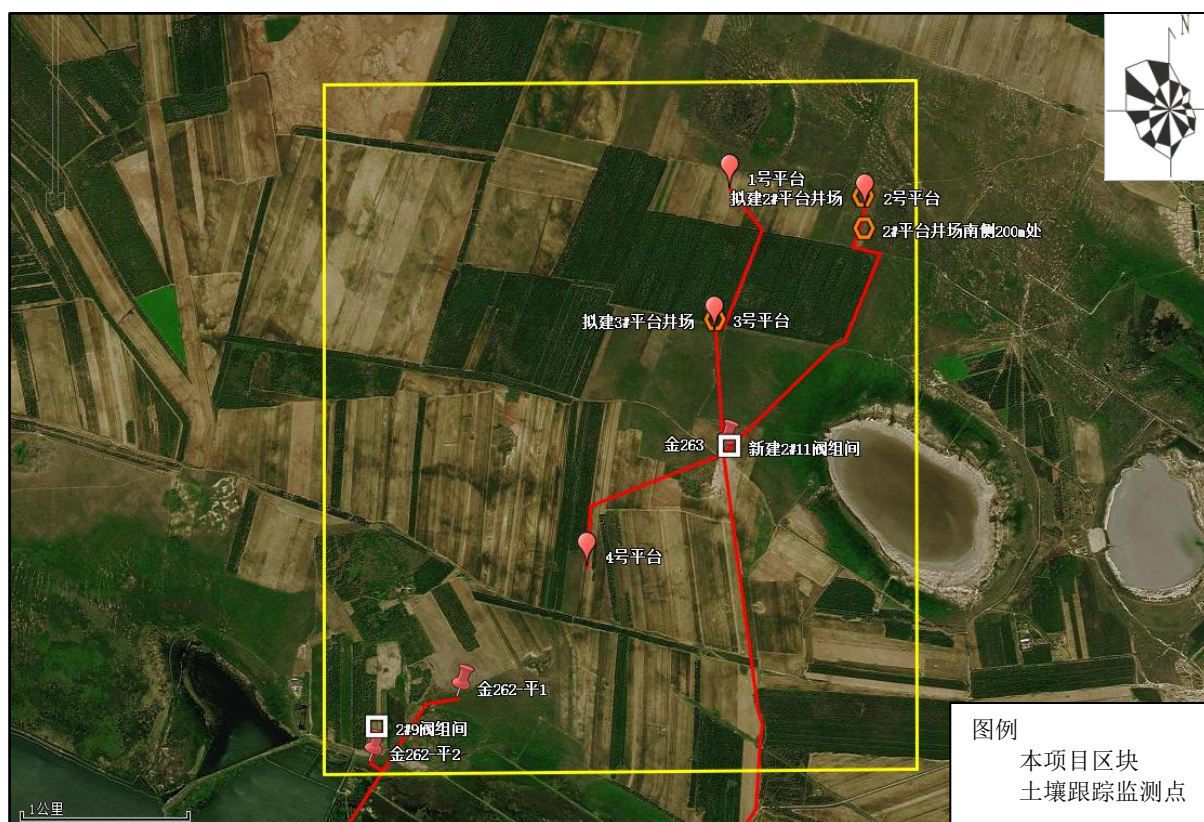 N
1号平台
拟建2#平台井场
2号平台
2#平台井场南侧200m处
拟建3#平台井场
3号平台
金263
新建2#11阀组间
4号平台
金262-平1
2#9阀组间
金262-平2
1公里
图例
本项目区块
土壤跟踪监测点